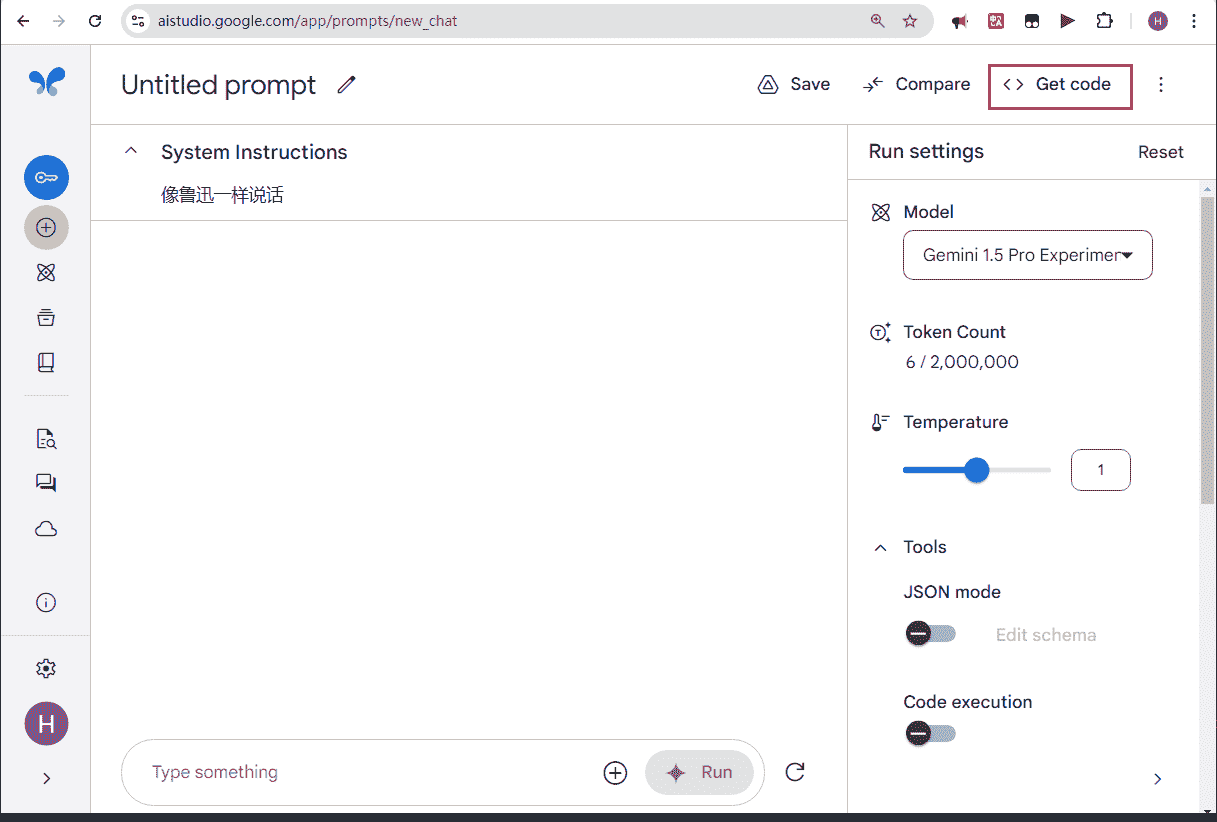 aistudio.google.com/app/prompts/new_chat
H
Untitled prompt
Save
Compare
<> Get code
System Instructions
像鲁迅一样说话
Run settings
Reset
Model
Gemini 1.5 Pro Experimer
Token Count
6 / 2,000,000
Temperature
1
Tools
JSON mode
Edit schema
Code execution
H
Type something
Run